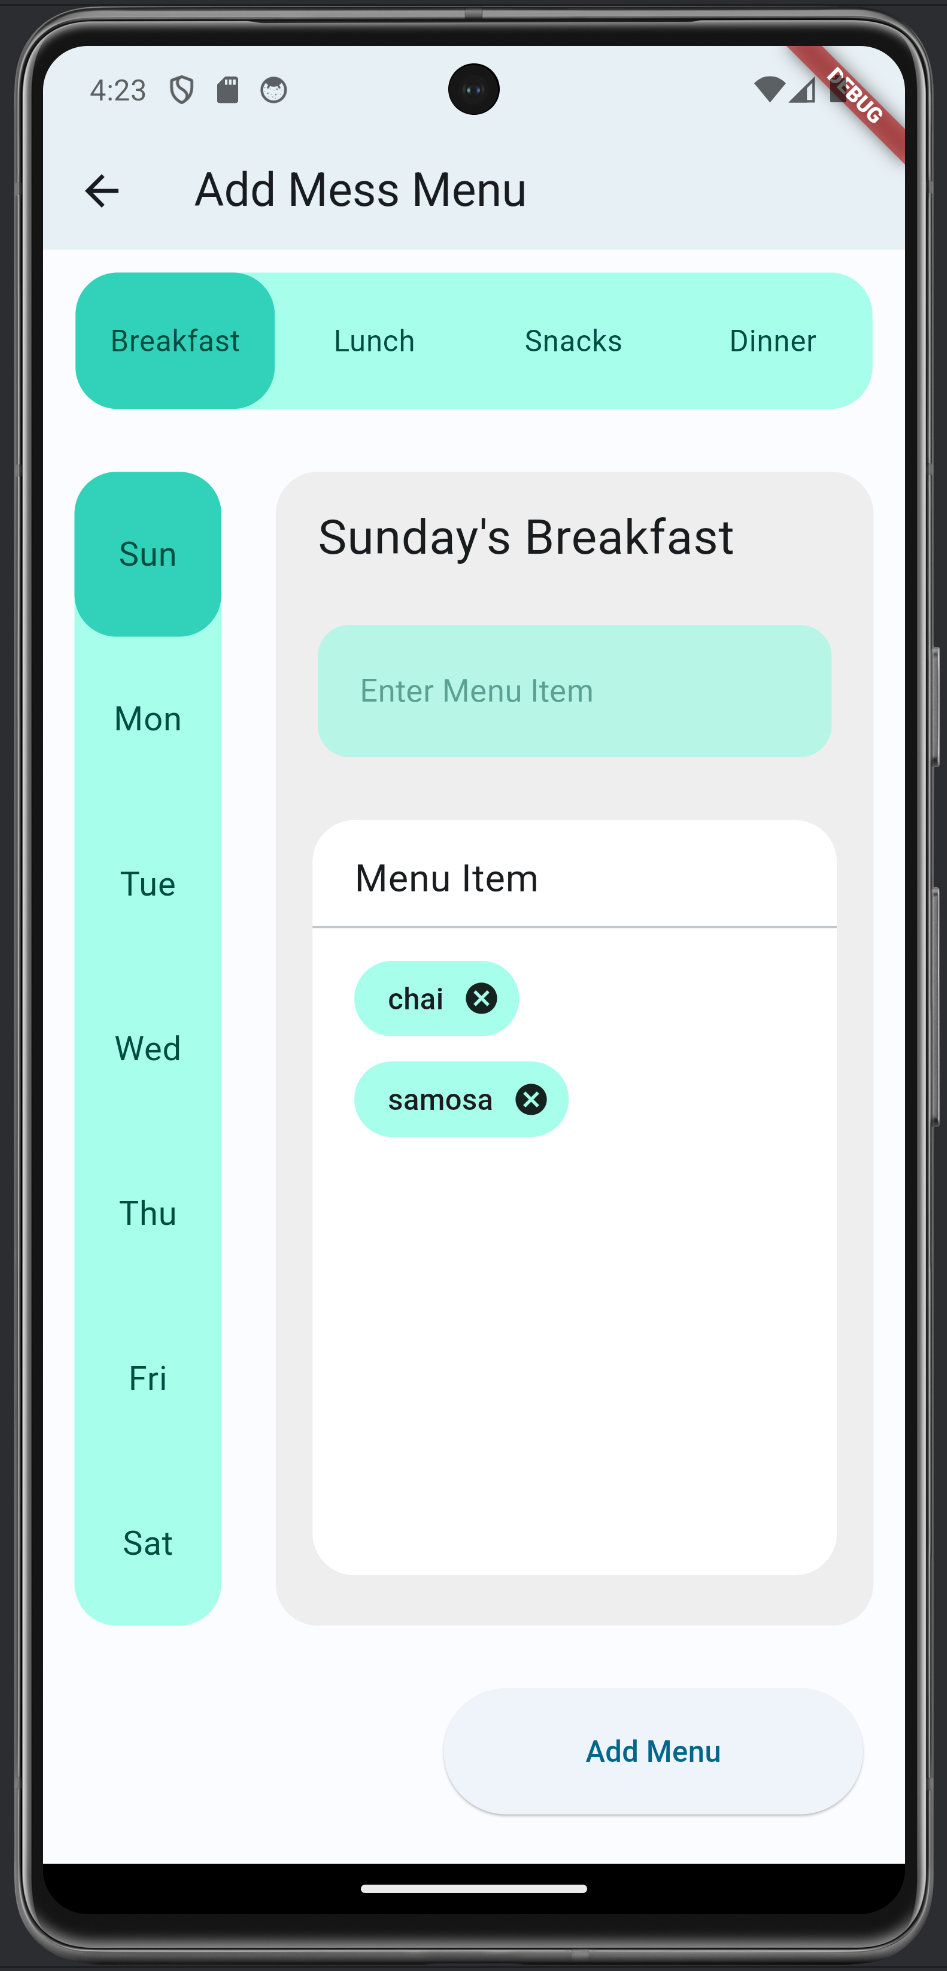 4:23
DEBUG
Add Mess Menu
Breakfast Lunch Snacks Dinner
Sun
Mon
Tue
Wed
Thu
Fri
Sat
Sunday's Breakfast
Enter Menu Item
Menu Item
chai
samosa
Add Menu